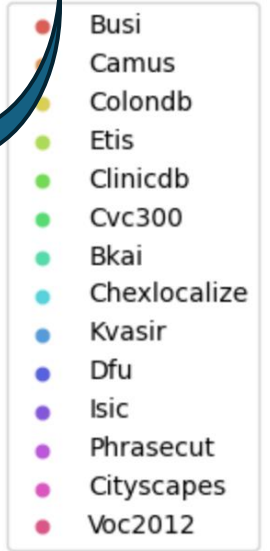 Busi
Camus
Colondb
Etis
Clinicdb
Cvc300
Bkai
Chexlocalize
Kvasir
Dfu
Isic
Phrasecut
Cityscapes
Voc2012